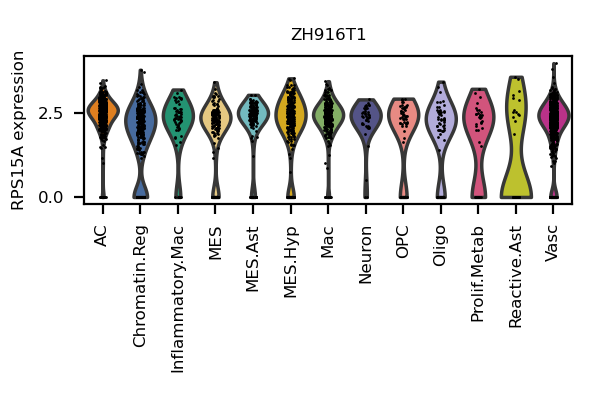 ZH916T1
RPS15A expression
2.5
0.0
AC
Chromatin.Reg
Inflammatory.Mac
MES
MES.Ast
MES.Hyp
Mac
Neuron
OPC
Oligo
Prolif.Metab
Reactive.Ast
Vasc